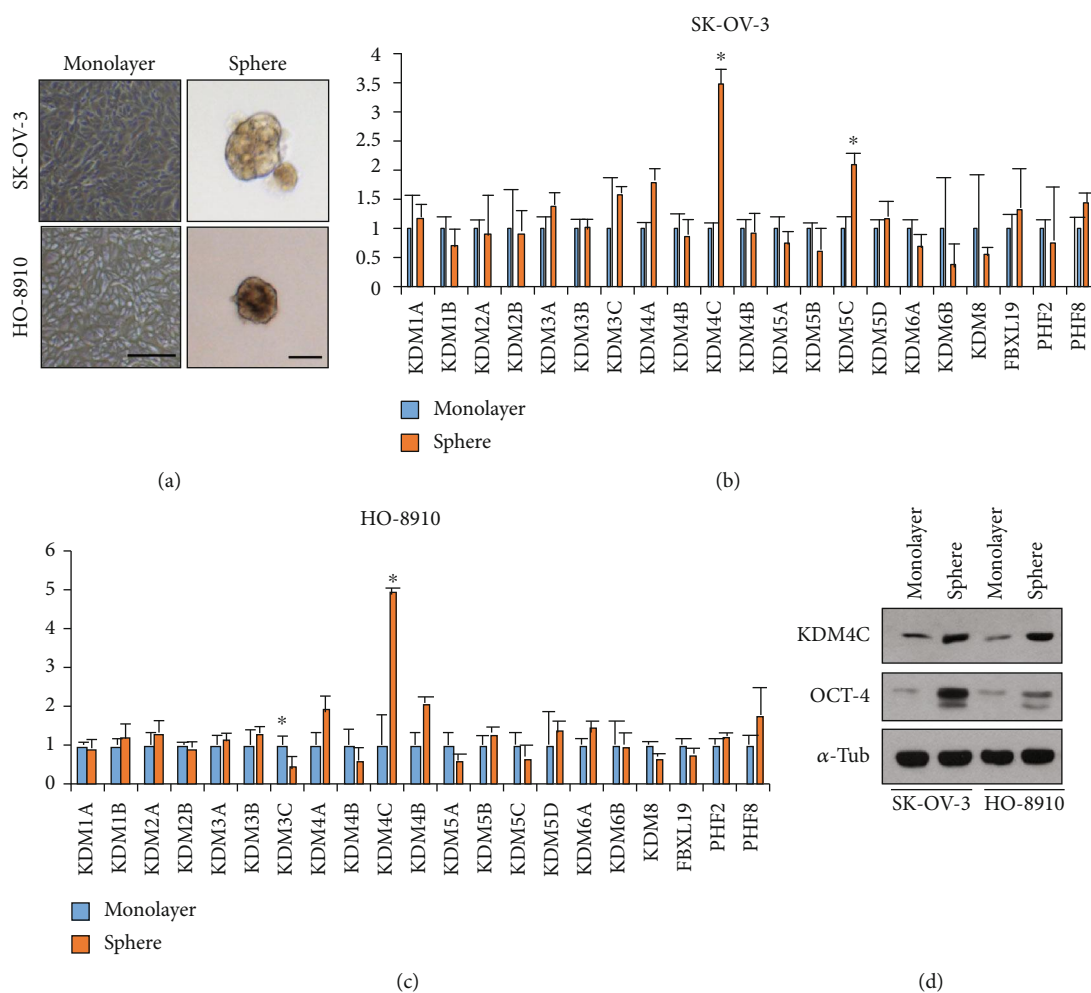 Monolayer Sphere
SK-OV-3
HO-8910
(a)
SK-OV-3
4
3.5
3
2.5
2
1.5
1
0.5
0
*
*
KDM1A
KDM1B
KDM2A
KDM2B
KDM3A
KDM3B
KDM3C
KDM4A
KDM4B
KDM4C
KDM4B
KDM5A
KDM5B
KDM5C
KDM5D
KDM6A
KDM6B
KDM8
FBXL19
PHF2
PHF8
Monolayer
Sphere
(b)
HO-8910
6
5
4
3
2
1
0
*
*
KDM1A
KDM1B
KDM2A
KDM2B
KDM3A
KDM3B
KDM3C
KDM4A
KDM4B
KDM4C
KDM4B
KDM5A
KDM5B
KDM5C
KDM5D
KDM6A
KDM6B
KDM8
FBXL19
PHF2
PHF8
Monolayer
Sphere
(c)
Monolayer
Sphere
Monolayer
Sphere
KDM4C
OCT-4
α-Tub
SK-OV-3 HO-8910
(d)